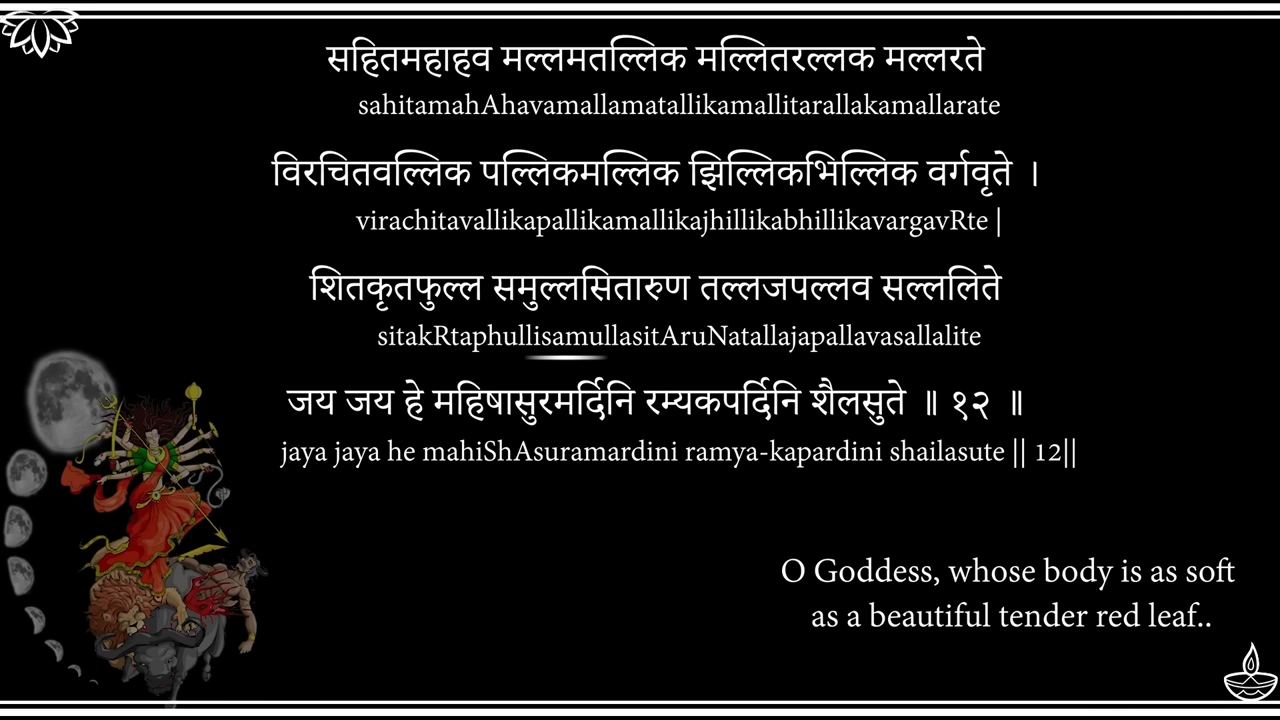 सहितमहाहव मल्लमतल्लिक मल्लितरल्लक मल्लरते
sahitamahAhavamallamatallikamallitarallakamallarate
विरचितवल्लिक पल्लिकमल्लिक झिल्लिकभिल्लिक वर्गवृते ।
virachitavallikapallikamallikajhillikabhillikavargavRte |
शितकृतफुल्ल समुल्लसितारुण तल्लजपल्लव सल्ललिते
sitakRtaphullisamullasitAruNatallajapallavasallalite
जय जय हे महिषासुरमर्दिनि रम्यकपर्दिनि शैलसुते ॥ १२ ॥
jaya jaya he mahiShAsuramardini ramya-kapardini shailasute || 12||
O Goddess, whose body is as soft
as a beautiful tender red leaf..